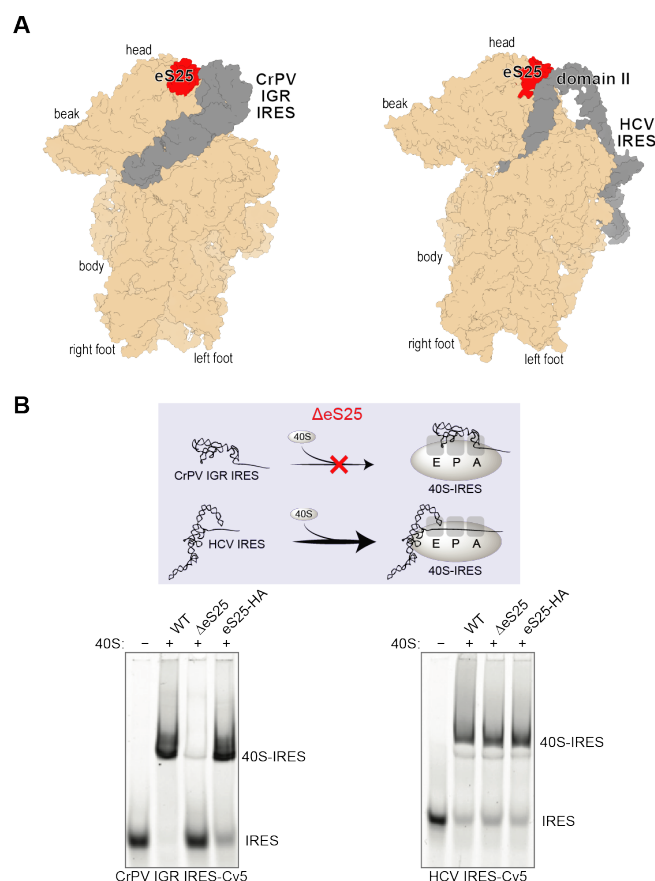 A
head
eS25
CrPV
IGR
IRES
beak
body
right foot
left foot
head
eS25
domain II
beak
HCV
IRES
body
right foot
left foot
B
ΔeS25
40S
CrPV IGR IRES
E P A
40S-IRES
40S
HCV IRES
E P A
40S-IRES
WT ΔeS25 eS25-HA
40S: – + + +
40S-IRES
IRES
CrPV IGR IRES-Cy5
WT ΔeS25 eS25-HA
40S: – + + +
40S-IRES
IRES
HCV IRES-Cy5